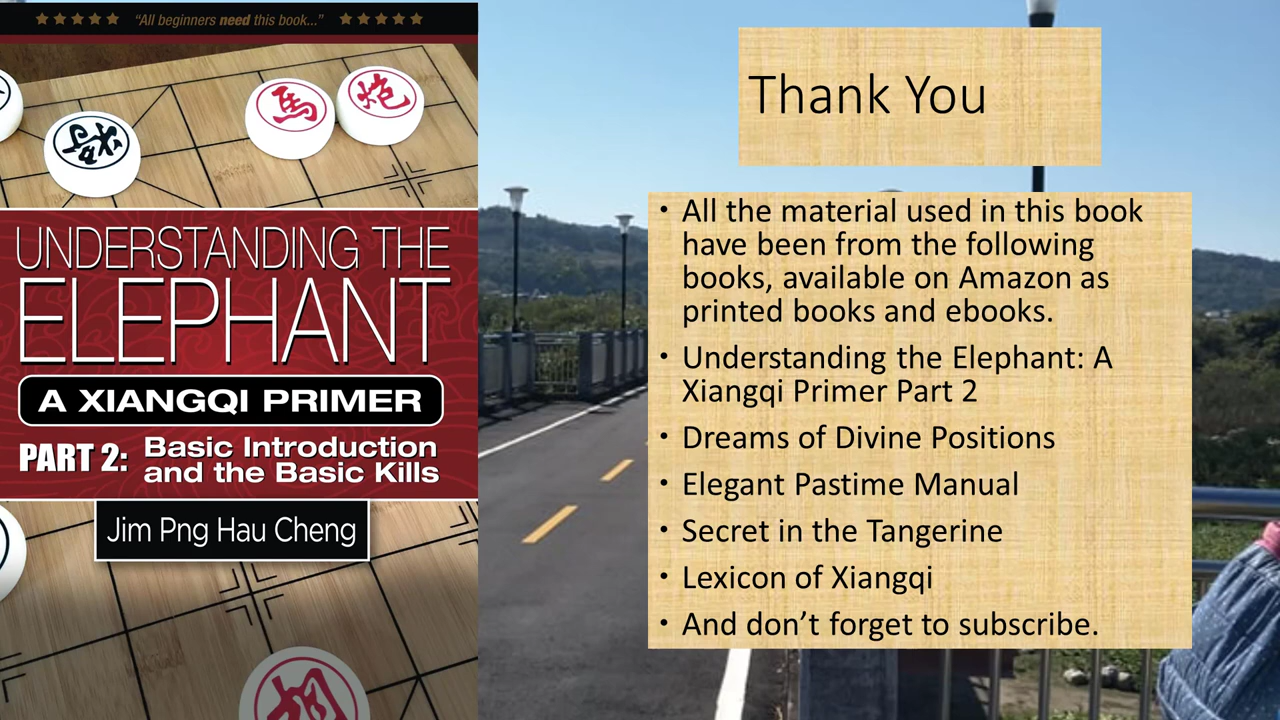 “All beginners need this book...”
馬
炮
UNDERSTANDING THE
ELEPHANT
A XIANGQI PRIMER
PART 2: Basic Introduction
and the Basic Kills
Jim Png Hau Cheng
Thank You
• All the material used in this book
have been from the following
books, available on Amazon as
printed books and ebooks.
• Understanding the Elephant: A
Xiangqi Primer Part 2
• Dreams of Divine Positions
• Elegant Pastime Manual
• Secret in the Tangerine
• Lexicon of Xiangqi
• And don’t forget to subscribe.